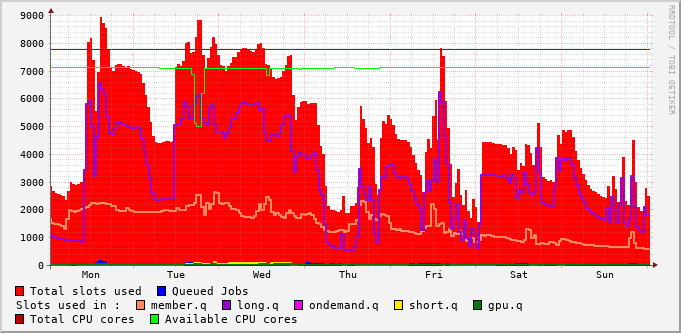 RRDTOOL / TOBI OETIKER
9000
8000
7000
6000
5000
4000
3000
2000
1000
0
Mon Tue Wed Thu Fri Sat Sun
Total slots used Queued Jobs
Slots used in : member.q long.q ondemand.q short.q gpu.q
Total CPU cores Available CPU cores